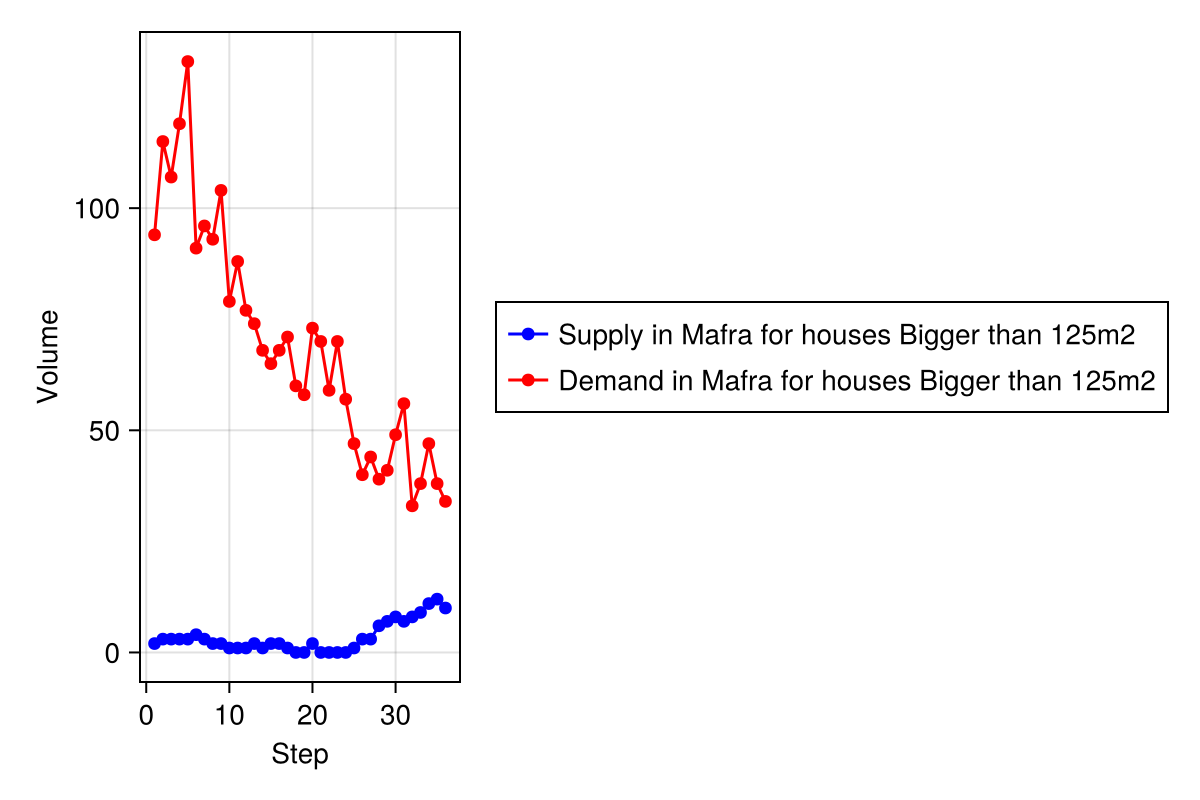 Volume
100
50
0
0 10 20 30
Step
Supply in Mafra for houses Bigger than 125m2
Demand in Mafra for houses Bigger than 125m2